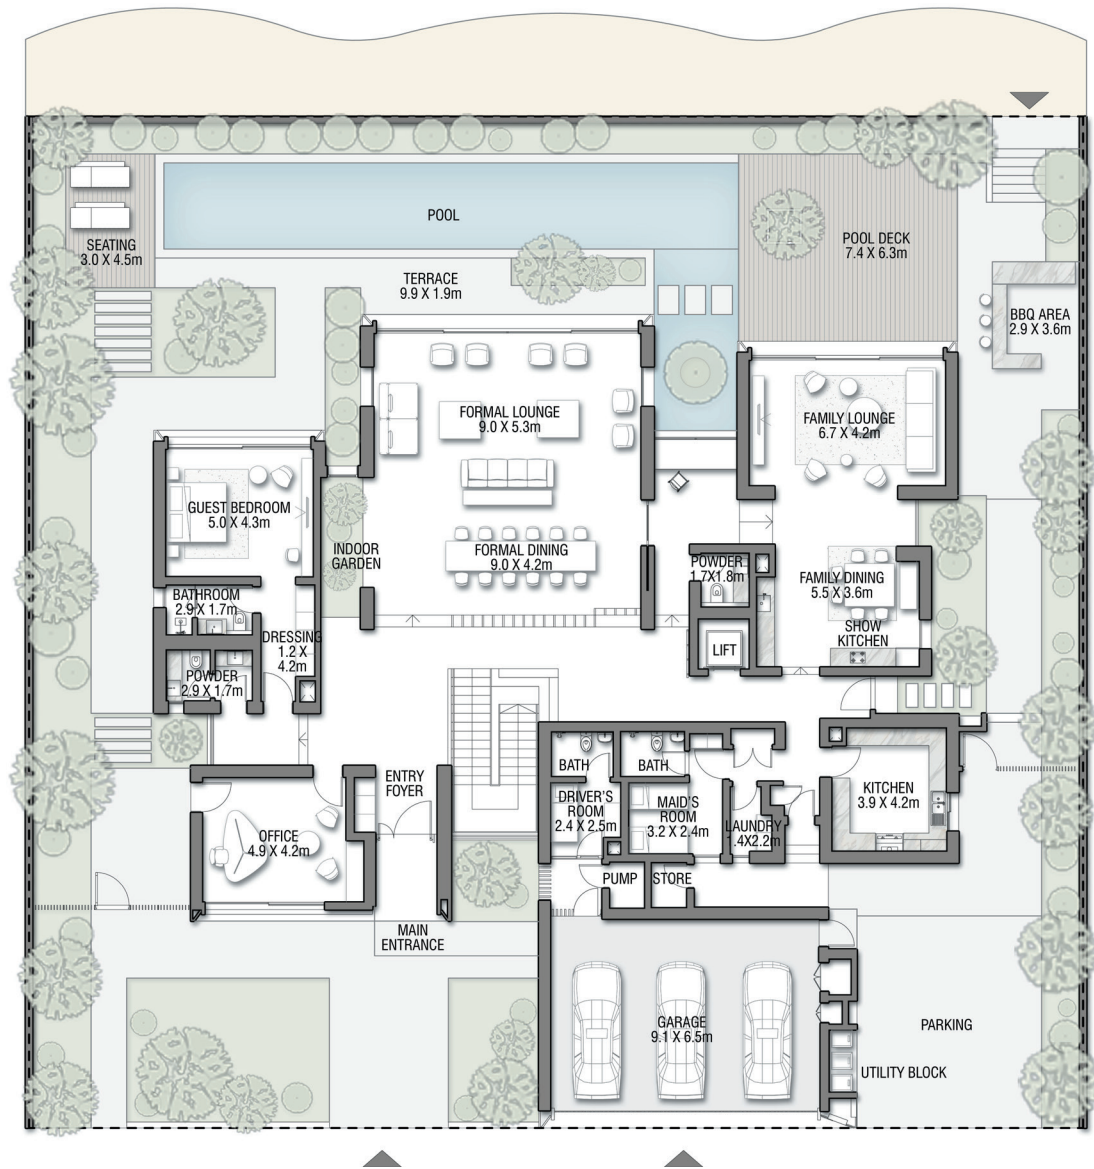 POOL
SEATING
3.0 X 4.5m
POOL DECK
7.4 X 6.3m
TERRACE
9.9 X 1.9m
BBQ AREA
2.9 X 3.6m
FORMAL LOUNGE
9.0 X 5.3m
FAMILY LOUNGE
6.7 X 4.2m
GUEST BEDROOM
5.0 X 4.3m
INDOOR
GARDEN
FORMAL DINING
9.0 X 4.2m
POWDER
1.7X1.8m
FAMILY DINING
5.5 X 3.6m
BATHROOM
2.9 X 1.7m
DRESSING
1.2 X
4.2m
SHOW
KITCHEN
LIFT
POWDER
2.9 X 1.7m
BATH
BATH
ENTRY
FOYER
DRIVER'S
ROOM
2.4 X 2.5m
MAID'S
ROOM
3.2 X 2.4m
KITCHEN
3.9 X 4.2m
LAUNDRY
.4X2.2m
OFFICE
4.9 X 4.2m
PUMP
STORE
MAIN
ENTRANCE
GARAGE
9.1 X 6.5m
PARKING
UTILITY BLOCK